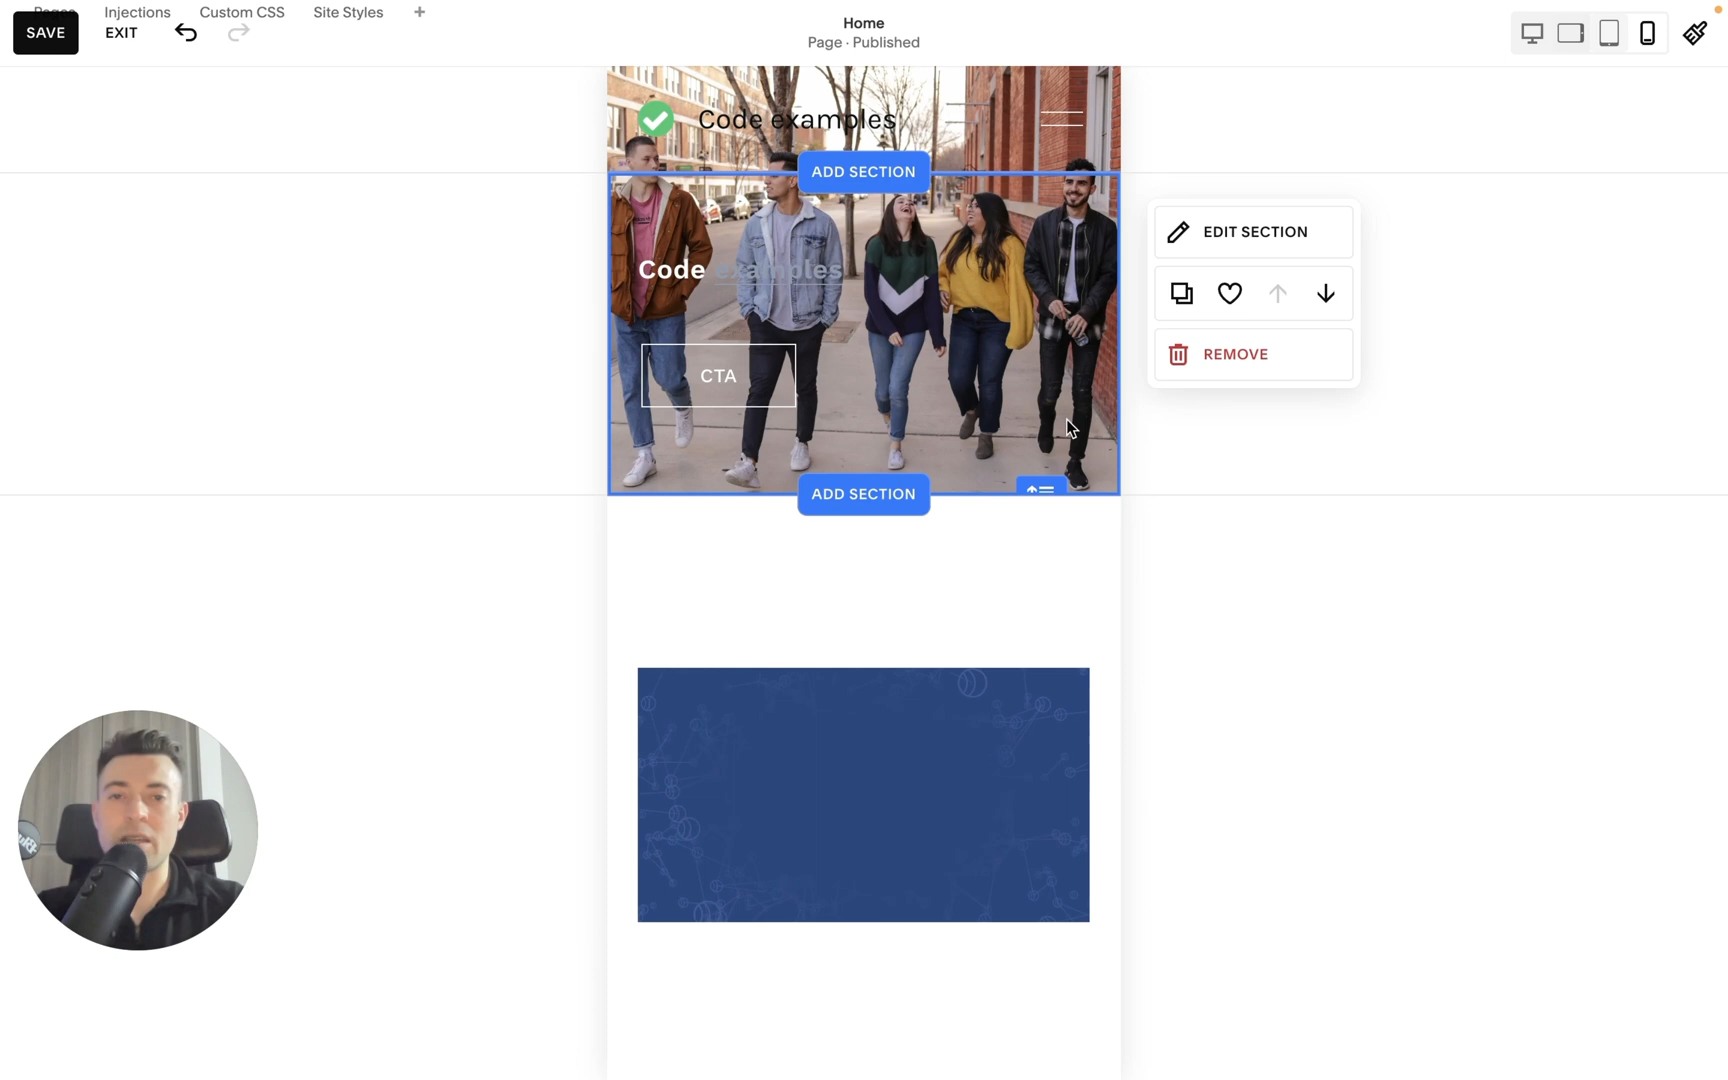 Pages
Injections
Custom CSS
Site Styles
+
SAVE
EXIT
Home
Page · Published
Code examples
ADD SECTION
Code examples
CTA
ADD SECTION
EDIT SECTION
REMOVE